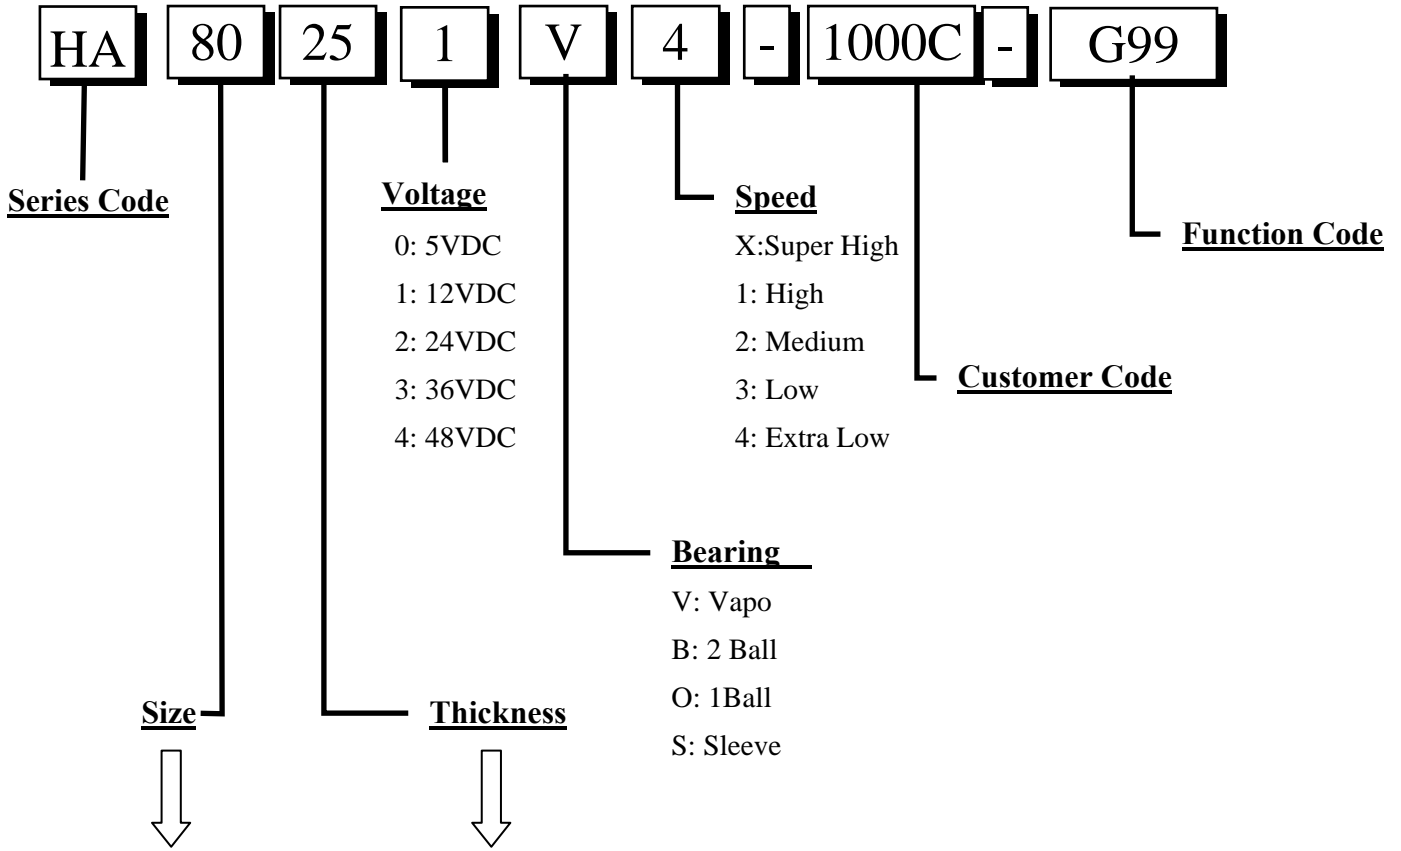 HA 80 25 1 V 4 - 1000C - G99
Series Code
Voltage
0: 5VDC
1: 12VDC
2: 24VDC
3: 36VDC
4: 48VDC
Speed
X:Super High
1: High
2: Medium
3: Low
4: Extra Low
Function Code
Customer Code
Bearing
V: Vapo
B: 2 Ball
O: 1Ball
S: Sleeve
Size
Thickness